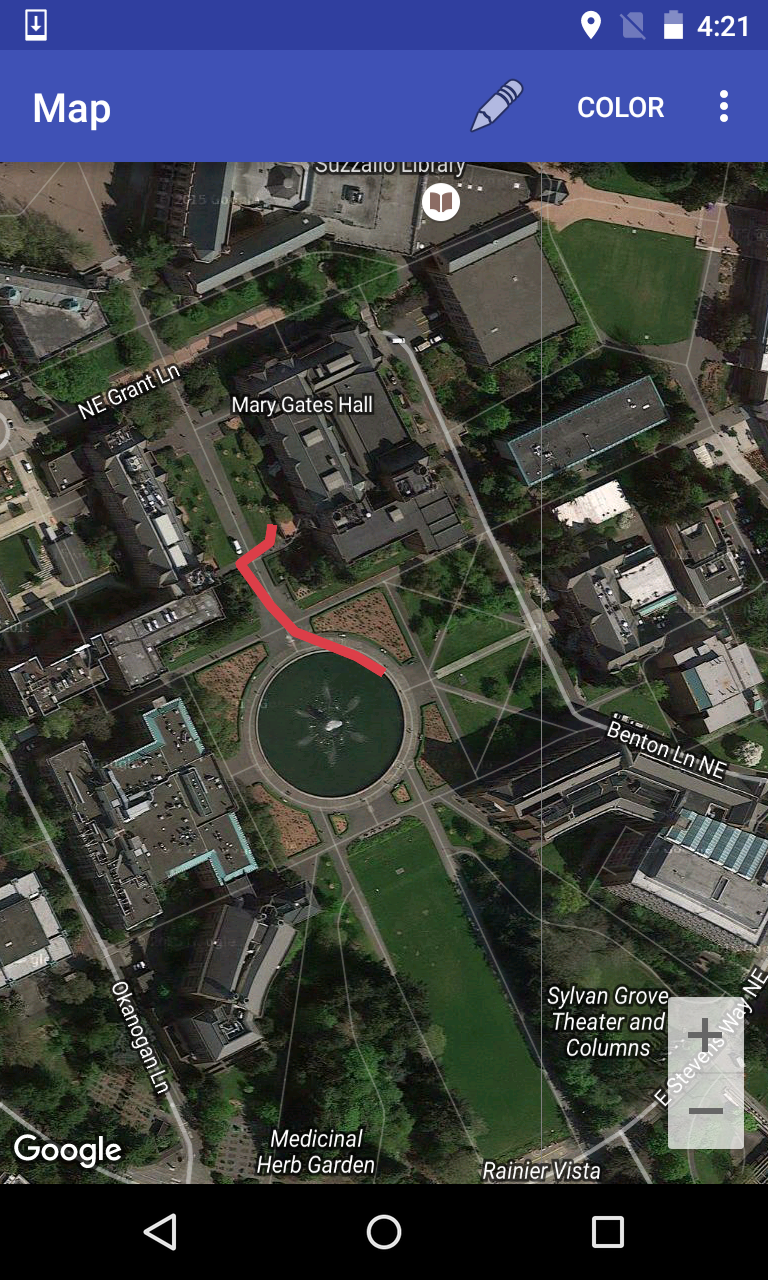 4:21
Map
COLOR
Suzzallo Library
NE Grant Ln
Mary Gates Hall
Benton Ln NE
Okanogan Ln
Sylvan Grove
Theater and
Columns
E Stevens Way NE
Google
Medicinal
Herb Garden
Rainier Vista